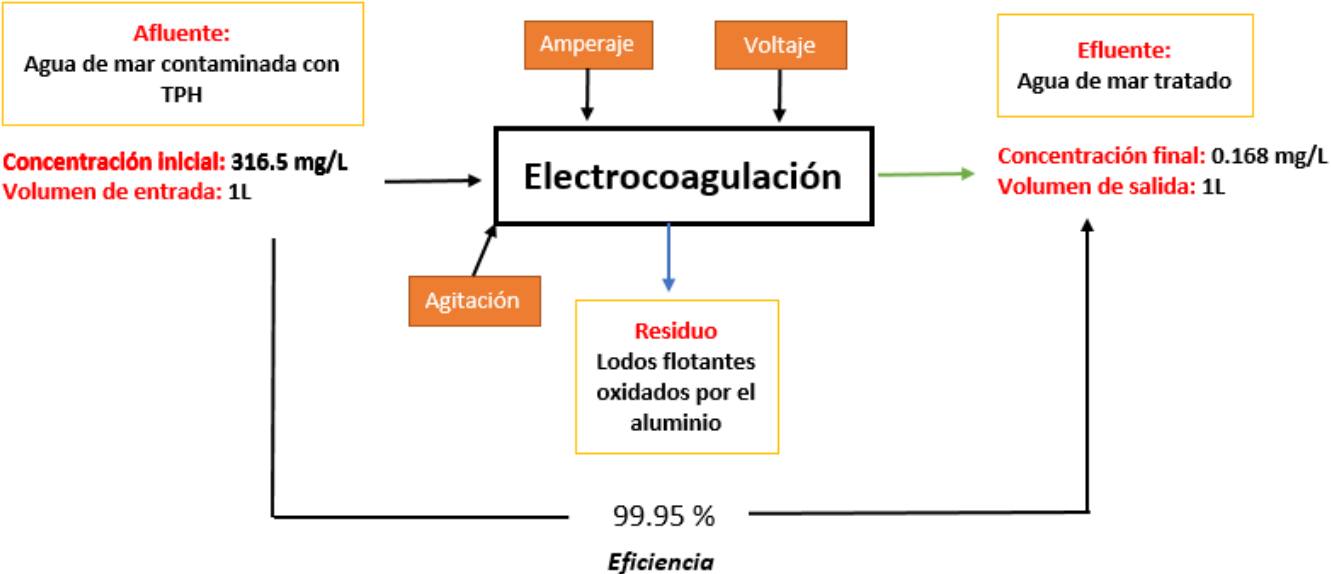 Afluente:
Agua de mar contaminada con
TPH
Concentración inicial: 316.5 mg/L
Volumen de entrada: 1L
Amperaje
Voltaje
Electrocoagulación
Agitación
Residuo
Lodos flotantes
oxidados por el
aluminio
Efluente:
Agua de mar tratado
Concentración final: 0.168 mg/L
Volumen de salida: 1L
99.95 %
Eficiencia